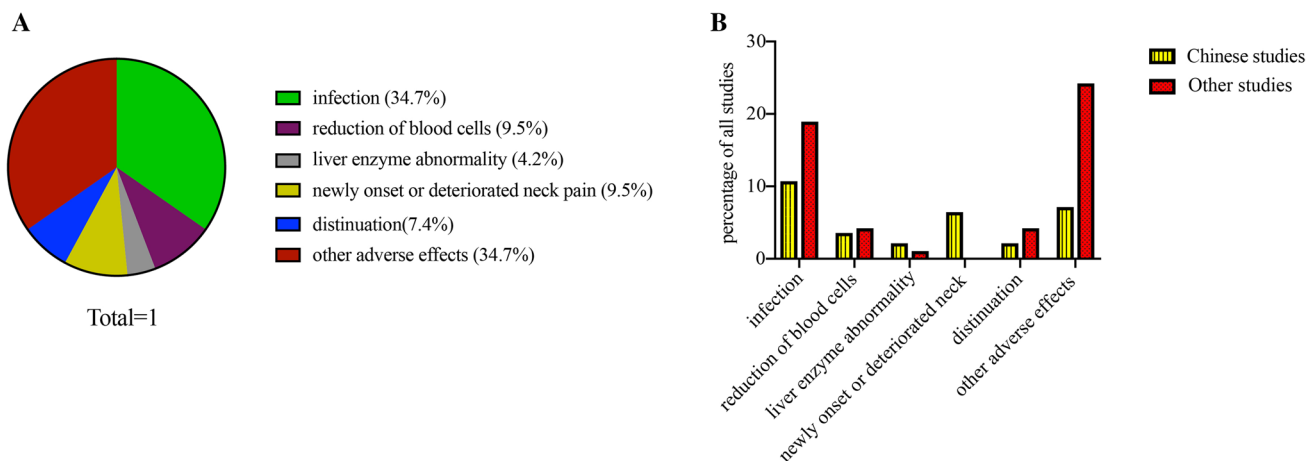 A
infection (34.7%)
reduction of blood cells (9.5%)
liver enzyme abnormality (4.2%)
newly onset or deteriorated neck pain (9.5%)
distinuation(7.4%)
other adverse effects (34.7%)
Total=1
B
percentage of all studies
30
20
10
0
infection
reduction of blood cells
liver enzyme abnormality
newly onset or deteriorated neck
distinuation
other adverse effects
Chinese studies
Other studies